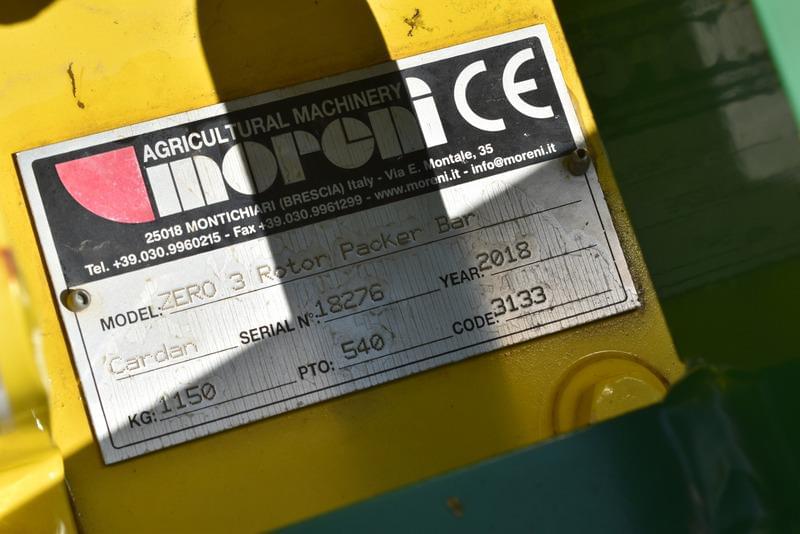 AGRICULTURAL MACHINERY
moreni CE
25018 MONTICHIARI (BRESCIA) Italy - Via E. Montale, 35
Tel. +39.030.9960215 - Fax +39.030.9961299 - www.moreni.it - info@moreni.it
MODEL: ZERO 3 Rotor Packer Bar
Cardan SERIAL N°: 18276 YEAR: 2018
KG: 1150 PTO: 540 CODE: 3133